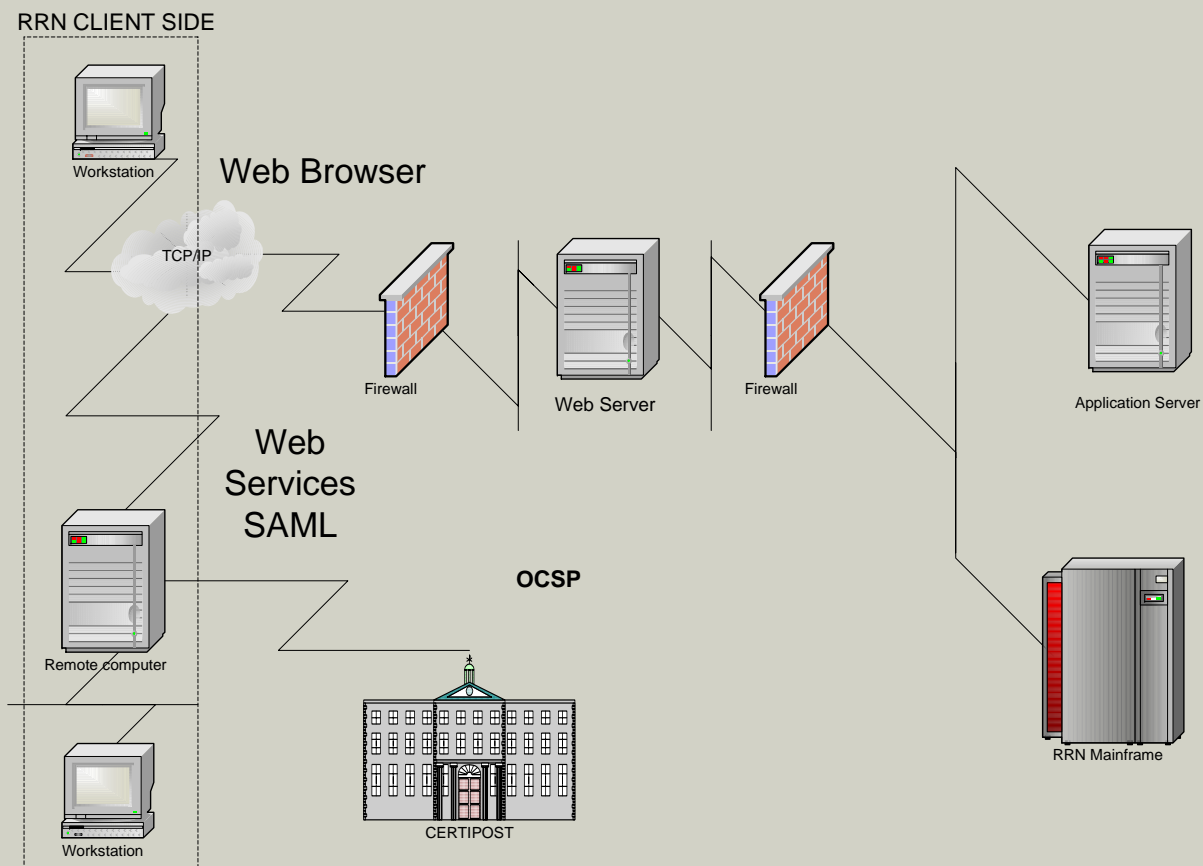 RRN CLIENT SIDE
Workstation
Web Browser
TCP/IP
Firewall
Web Server
Firewall
Application Server
Web
Services
SAML
OCSP
Remote computer
RRN Mainframe
CERTIPOST
Workstation